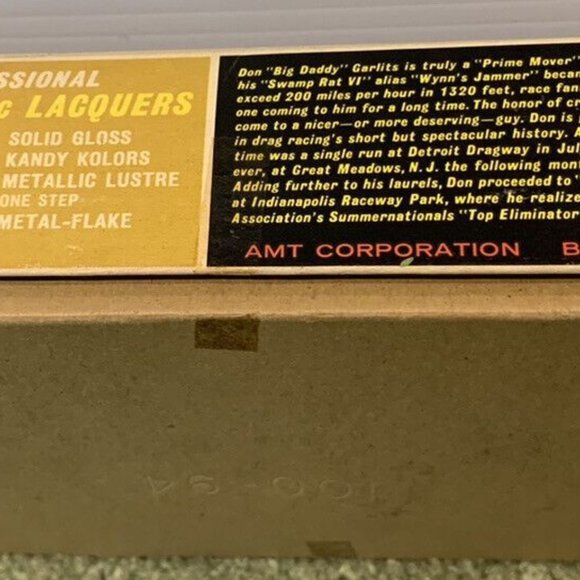 SSIONAL
c LACQUERS
SOLID GLOSS
KANDY KOLORS
METALLIC LUSTRE
ONE STEP
METAL-FLAKE
Don "Big Daddy" Garlits is truly a "Prime Mover"
his "Swamp Rat VI" alias "Wynn's Jammer" becam
exceed 200 miles per hour in 1320 feet, race fan
one coming to him for a long time. The honor of cr
come to a nicer—or more deserving—guy. Don is
in drag racing's short but spectacular history. A
time was a single run at Detroit Dragway in Jul
ever, at Great Meadows, N.J. the following mon
Adding further to his laurels, Don proceeded to "
at Indianapolis Raceway Park, where he realize
Association's Summernationals "Top Eliminator
AMT CORPORATION B